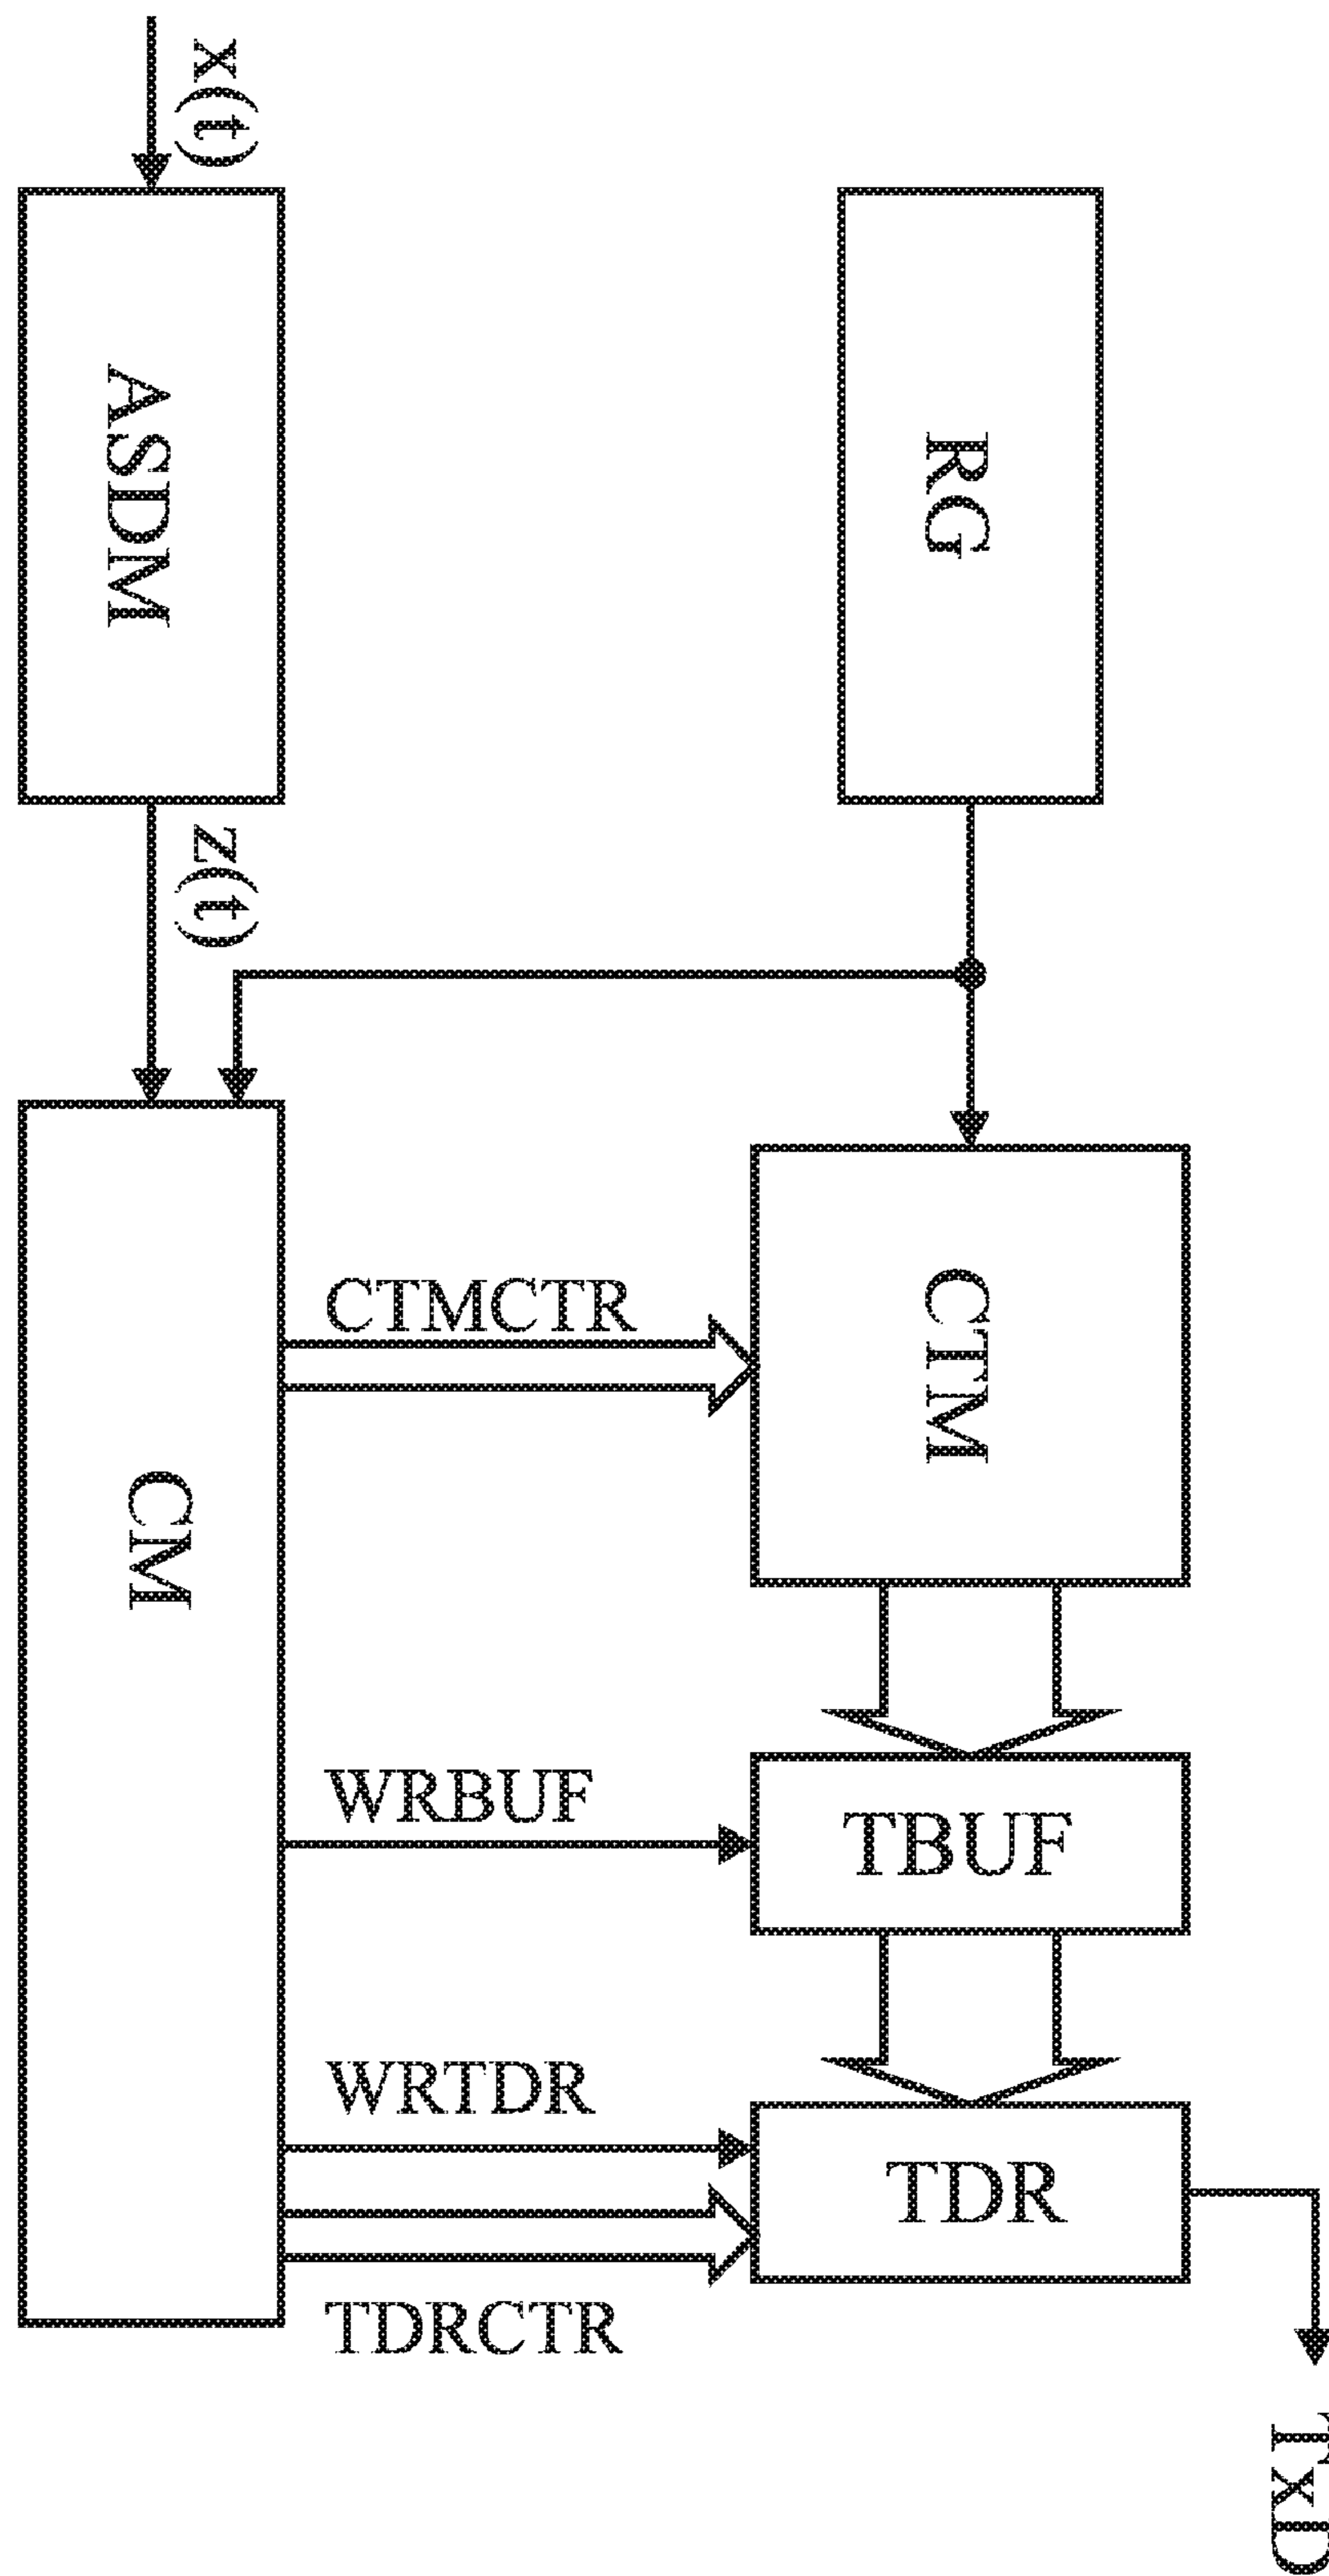 x(t)
ASDM
RG
z(t)
CTMCTR
CTM
CM
WRBUF
TBUF
WRTDR
TDR
TDRCTR
TxD